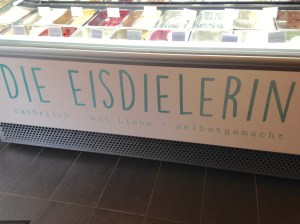 DIE EISDIELERIN
natürlich - mit Liebe - selbstgemacht